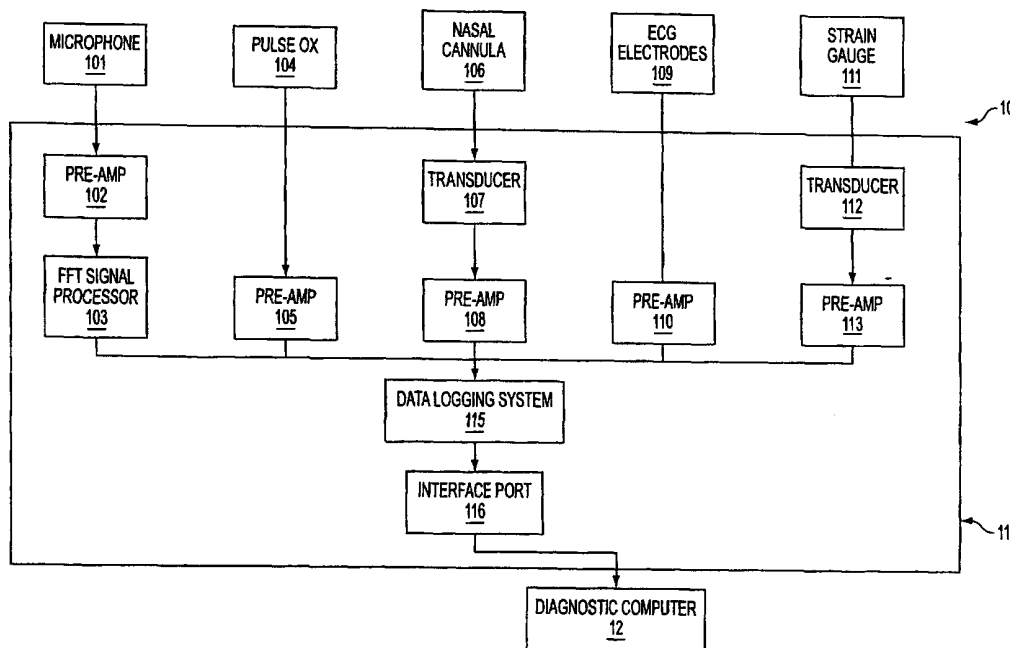 MICROPHONE
101
PULSE OX
104
NASAL
CANNULA
106
ECG
ELECTRODES
109
STRAIN
GAUGE
111
10
PRE-AMP
102
TRANSDUCER
107
TRANSDUCER
112
FFT SIGNAL
PROCESSOR
103
PRE-AMP
105
PRE-AMP
108
PRE-AMP
110
PRE-AMP
113
DATA LOGGING SYSTEM
115
INTERFACE PORT
116
11
DIAGNOSTIC COMPUTER
12